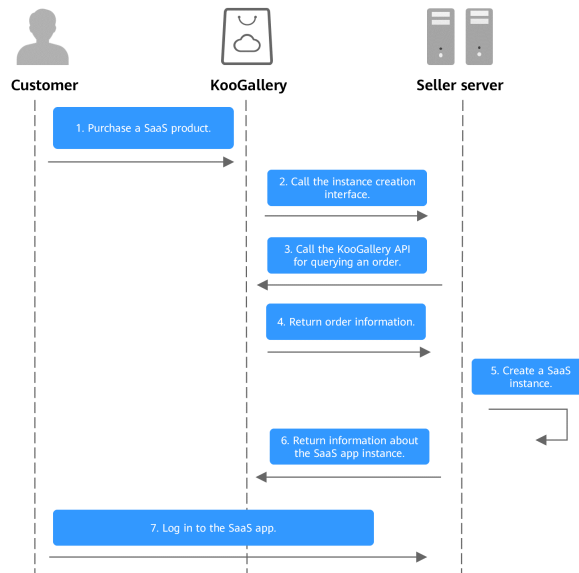 Customer
KooGallery
Seller server
1. Purchase a SaaS product.
2. Call the instance creation
interface.
3. Call the KooGallery API
for querying an order.
4. Return order information.
5. Create a SaaS
instance.
6. Return information about
the SaaS app instance.
7. Log in to the SaaS app.